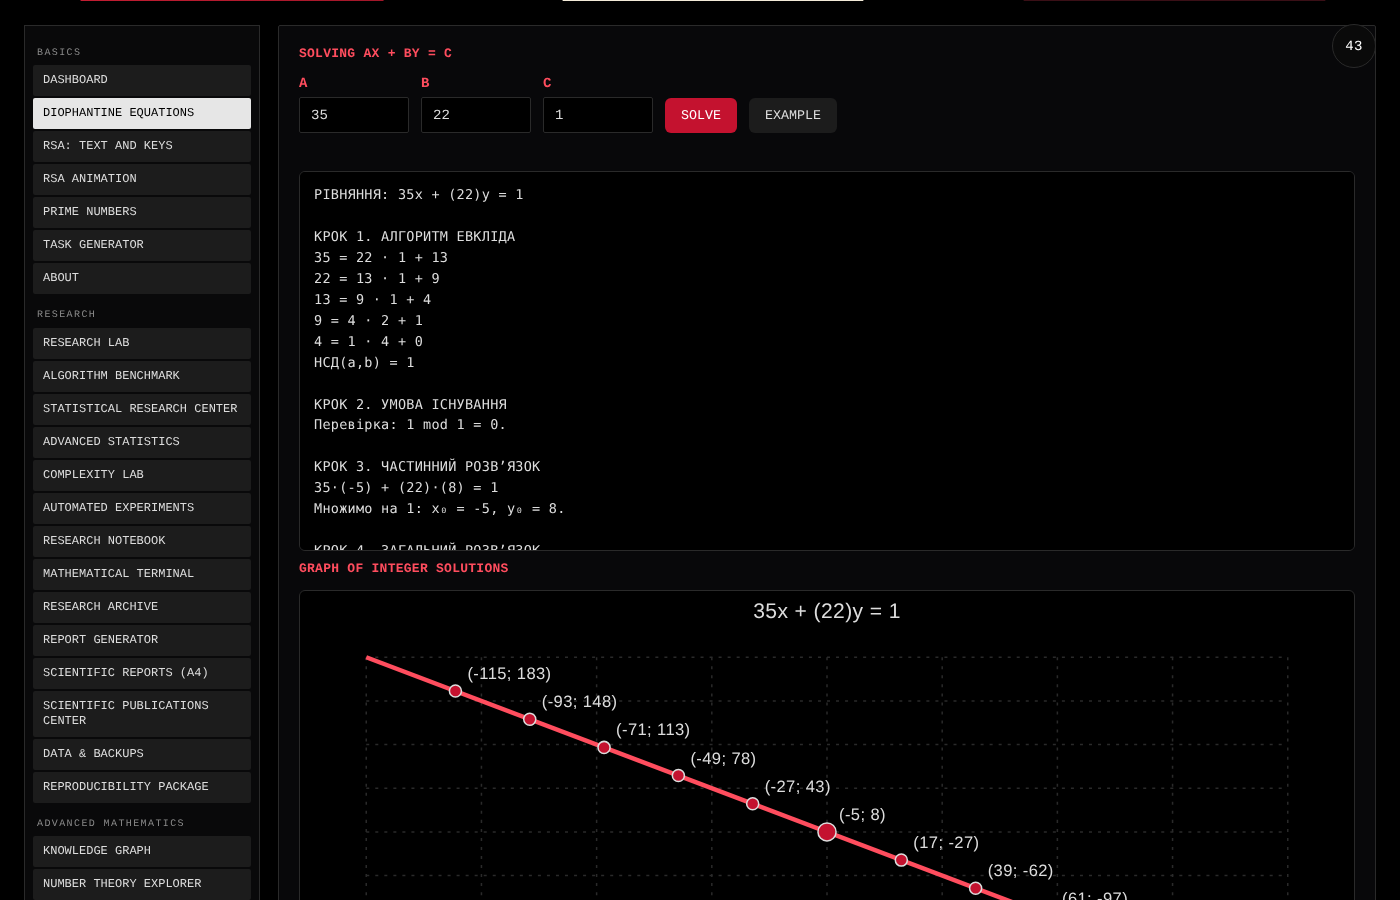 BASICS
DASHBOARD
DIOPHANTINE EQUATIONS
RSA: TEXT AND KEYS
RSA ANIMATION
PRIME NUMBERS
TASK GENERATOR
ABOUT
RESEARCH
RESEARCH LAB
ALGORITHM BENCHMARK
STATISTICAL RESEARCH CENTER
ADVANCED STATISTICS
COMPLEXITY LAB
AUTOMATED EXPERIMENTS
RESEARCH NOTEBOOK
MATHEMATICAL TERMINAL
RESEARCH ARCHIVE
REPORT GENERATOR
SCIENTIFIC REPORTS (A4)
SCIENTIFIC PUBLICATIONS
CENTER
DATA & BACKUPS
REPRODUCIBILITY PACKAGE
ADVANCED MATHEMATICS
KNOWLEDGE GRAPH
NUMBER THEORY EXPLORER
43
SOLVING AX + BY = C
A B C
35 22 1 SOLVE EXAMPLE
РІВНЯННЯ: 35x + (22)y = 1
КРОК 1. АЛГОРИТМ ЕВКЛІДА
35 = 22 · 1 + 13
22 = 13 · 1 + 9
13 = 9 · 1 + 4
9 = 4 · 2 + 1
4 = 1 · 4 + 0
НСД(a,b) = 1
КРОК 2. УМОВА ІСНУВАННЯ
Перевірка: 1 mod 1 = 0.
КРОК 3. ЧАСТИННИЙ РОЗВ’ЯЗОК
35·(-5) + (22)·(8) = 1
Множимо на 1: x₀ = -5, y₀ = 8.
КРОК 4. ЗАГАЛЬНИЙ РОЗВ’ЯЗОК
GRAPH OF INTEGER SOLUTIONS
35x + (22)y = 1
(-115; 183)
(-93; 148)
(-71; 113)
(-49; 78)
(-27; 43)
(-5; 8)
(17; -27)
(39; -62)
(61; -97)